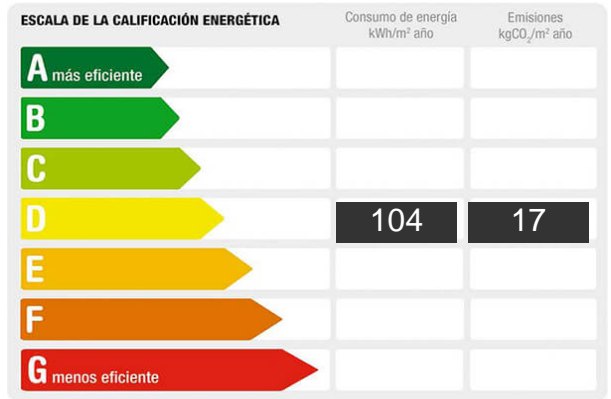 ESCALA DE LA CALIFICACIÓN ENERGÉTICA
Consumo de energía
kWh/m² año
Emisiones
kgCO₂/m² año
A más eficiente
B
C
D 104 17
E
F
G menos eficiente